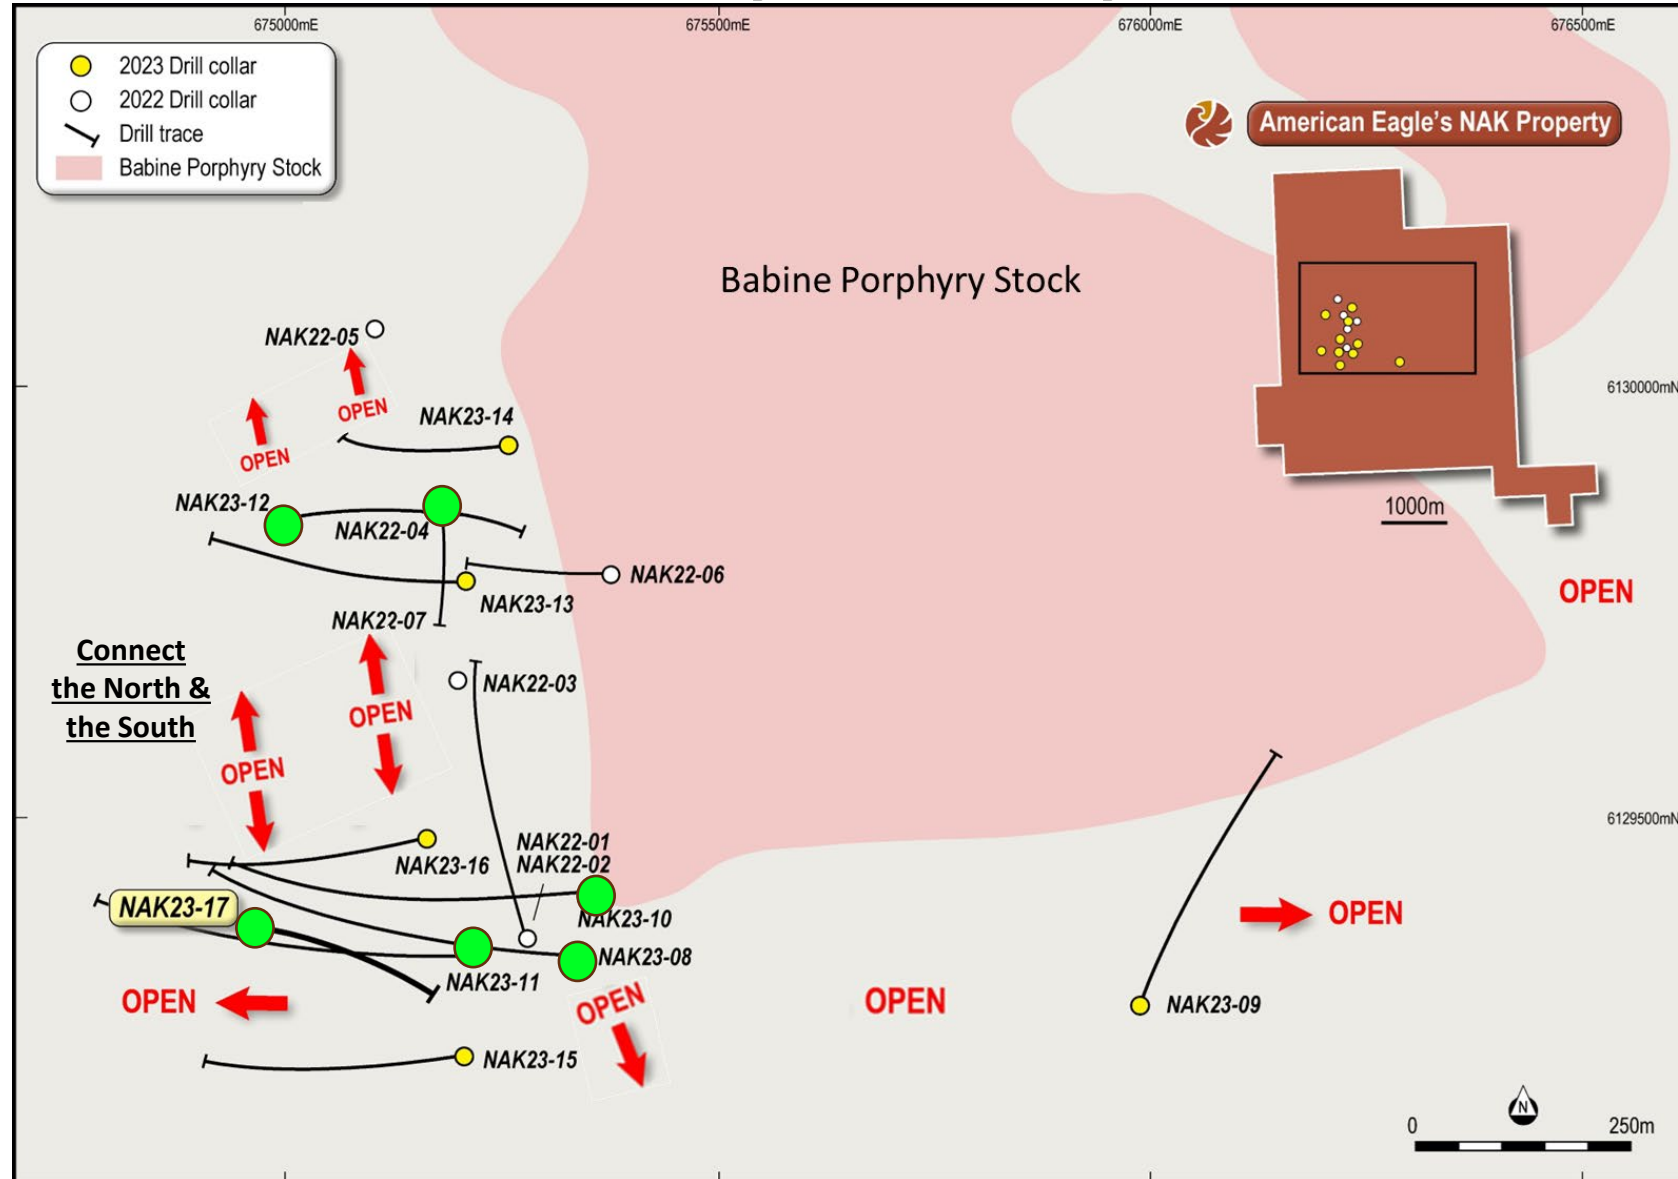 675000mE
675500mE
676000mE
676500mE
2023 Drill collar
2022 Drill collar
Drill trace
Babine Porphyry Stock
American Eagle's NAK Property
Babine Porphyry Stock
NAK22-05
6130000mN
OPEN
NAK23-14
OPEN
NAK23-12
1000m
NAK22-04
NAK22-06
OPEN
NAK23-13
NAK22-07
Connect
the North &
the South
NAK22-03
OPEN
OPEN
6129500mN
NAK22-01
NAK22-02
NAK23-16
NAK23-17
NAK23-10
OPEN
NAK23-08
NAK23-11
OPEN
OPEN
OPEN
NAK23-09
NAK23-15
N
0
250m